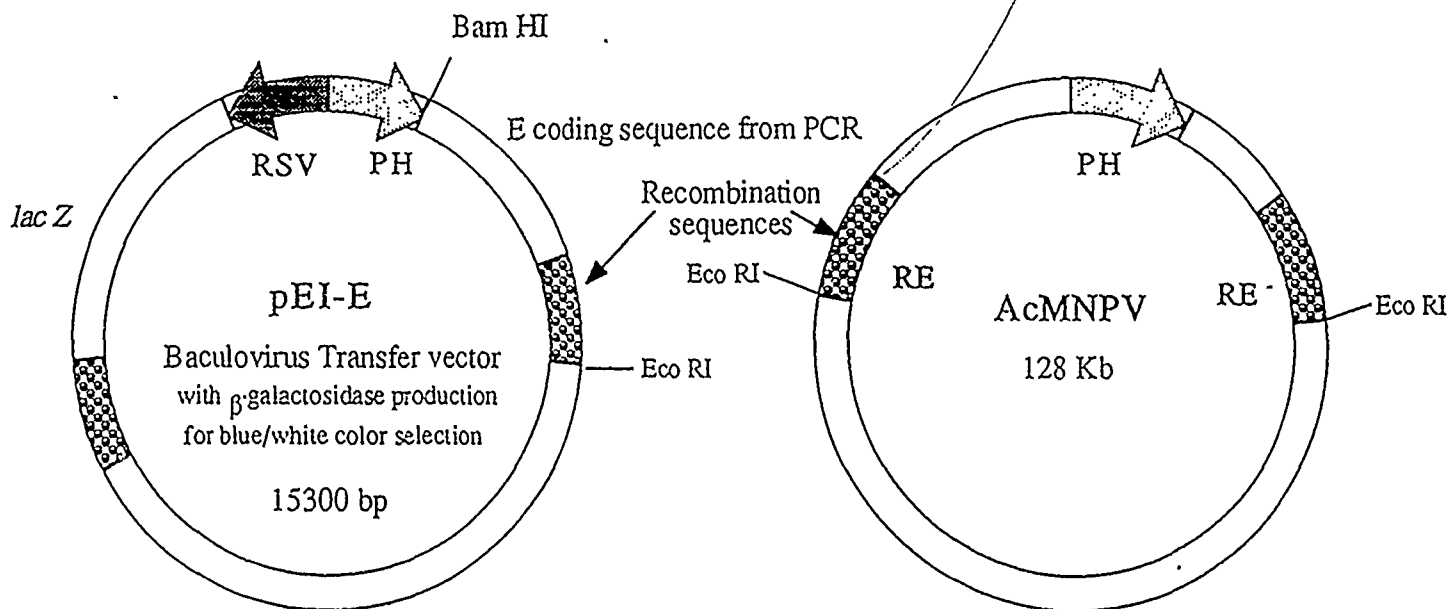 Bam HI
E coding sequence from PCR
RSV
PH
PH
lac Z
Recombination
sequences
Eco RI
RE
RE
Eco RI
pEI-E
Baculovirus Transfer vector
with β-galactosidase production
for blue/white color selection
15300 bp
Eco RI
AcMNPV
128 Kb